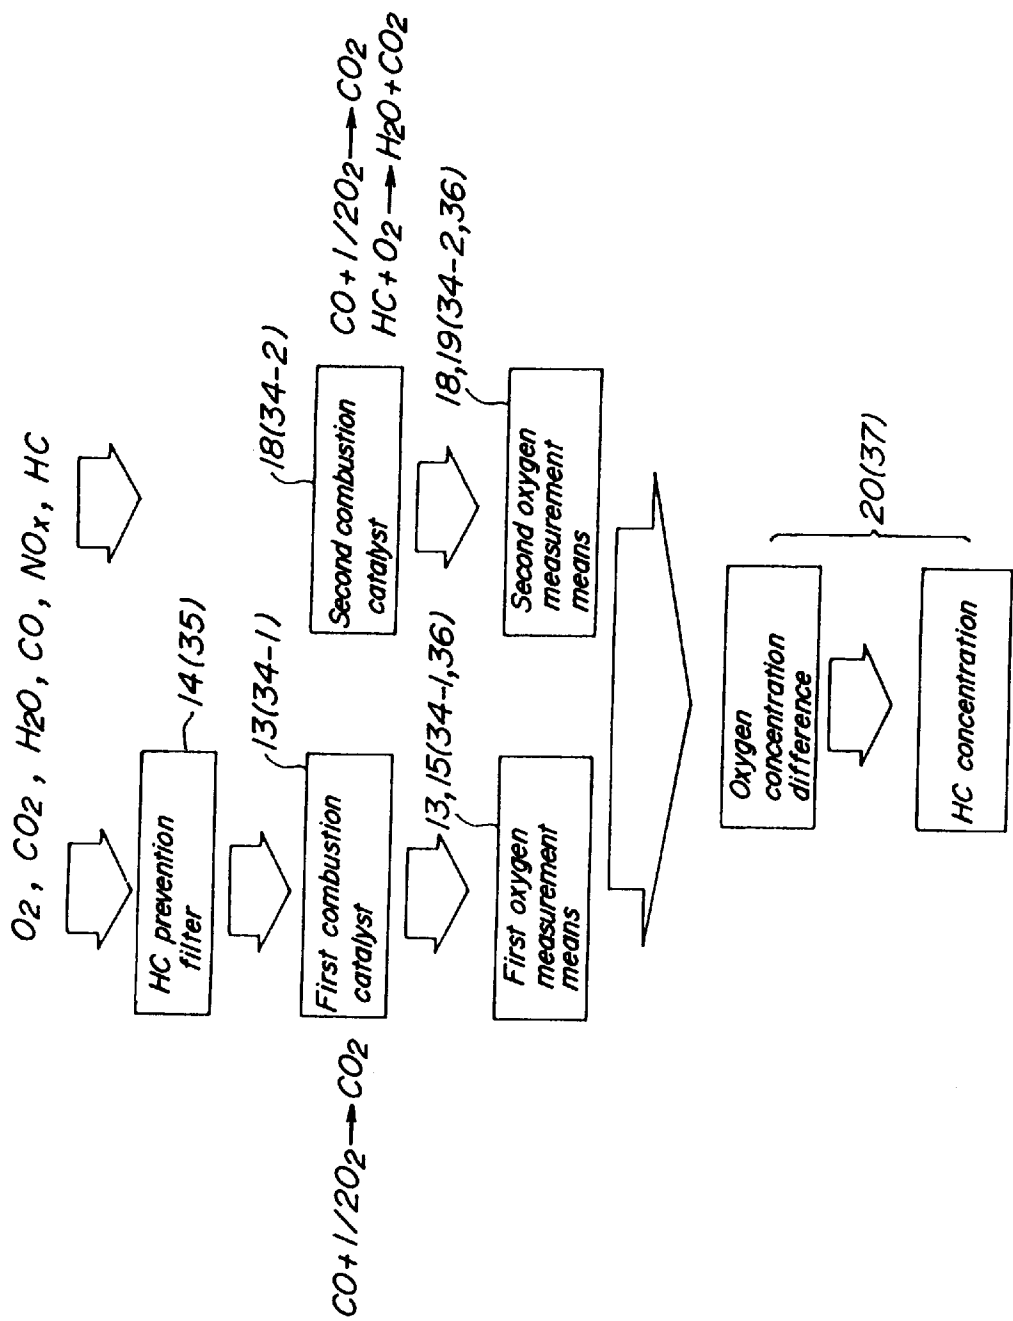 O2, CO2, H2O, CO, NOx, HC
HC prevention
filter
14(35)
CO+1/2O2→CO2
First combustion
catalyst
13(34-1)
Second combustion
catalyst
18(34-2)
CO+1/2O2→CO2
HC+O2→H2O+CO2
First oxygen
measurement
means
13,15(34-1,36)
Second oxygen
measurement
means
18,19(34-2,36)
Oxygen
concentration
difference
HC concentration
20(37)